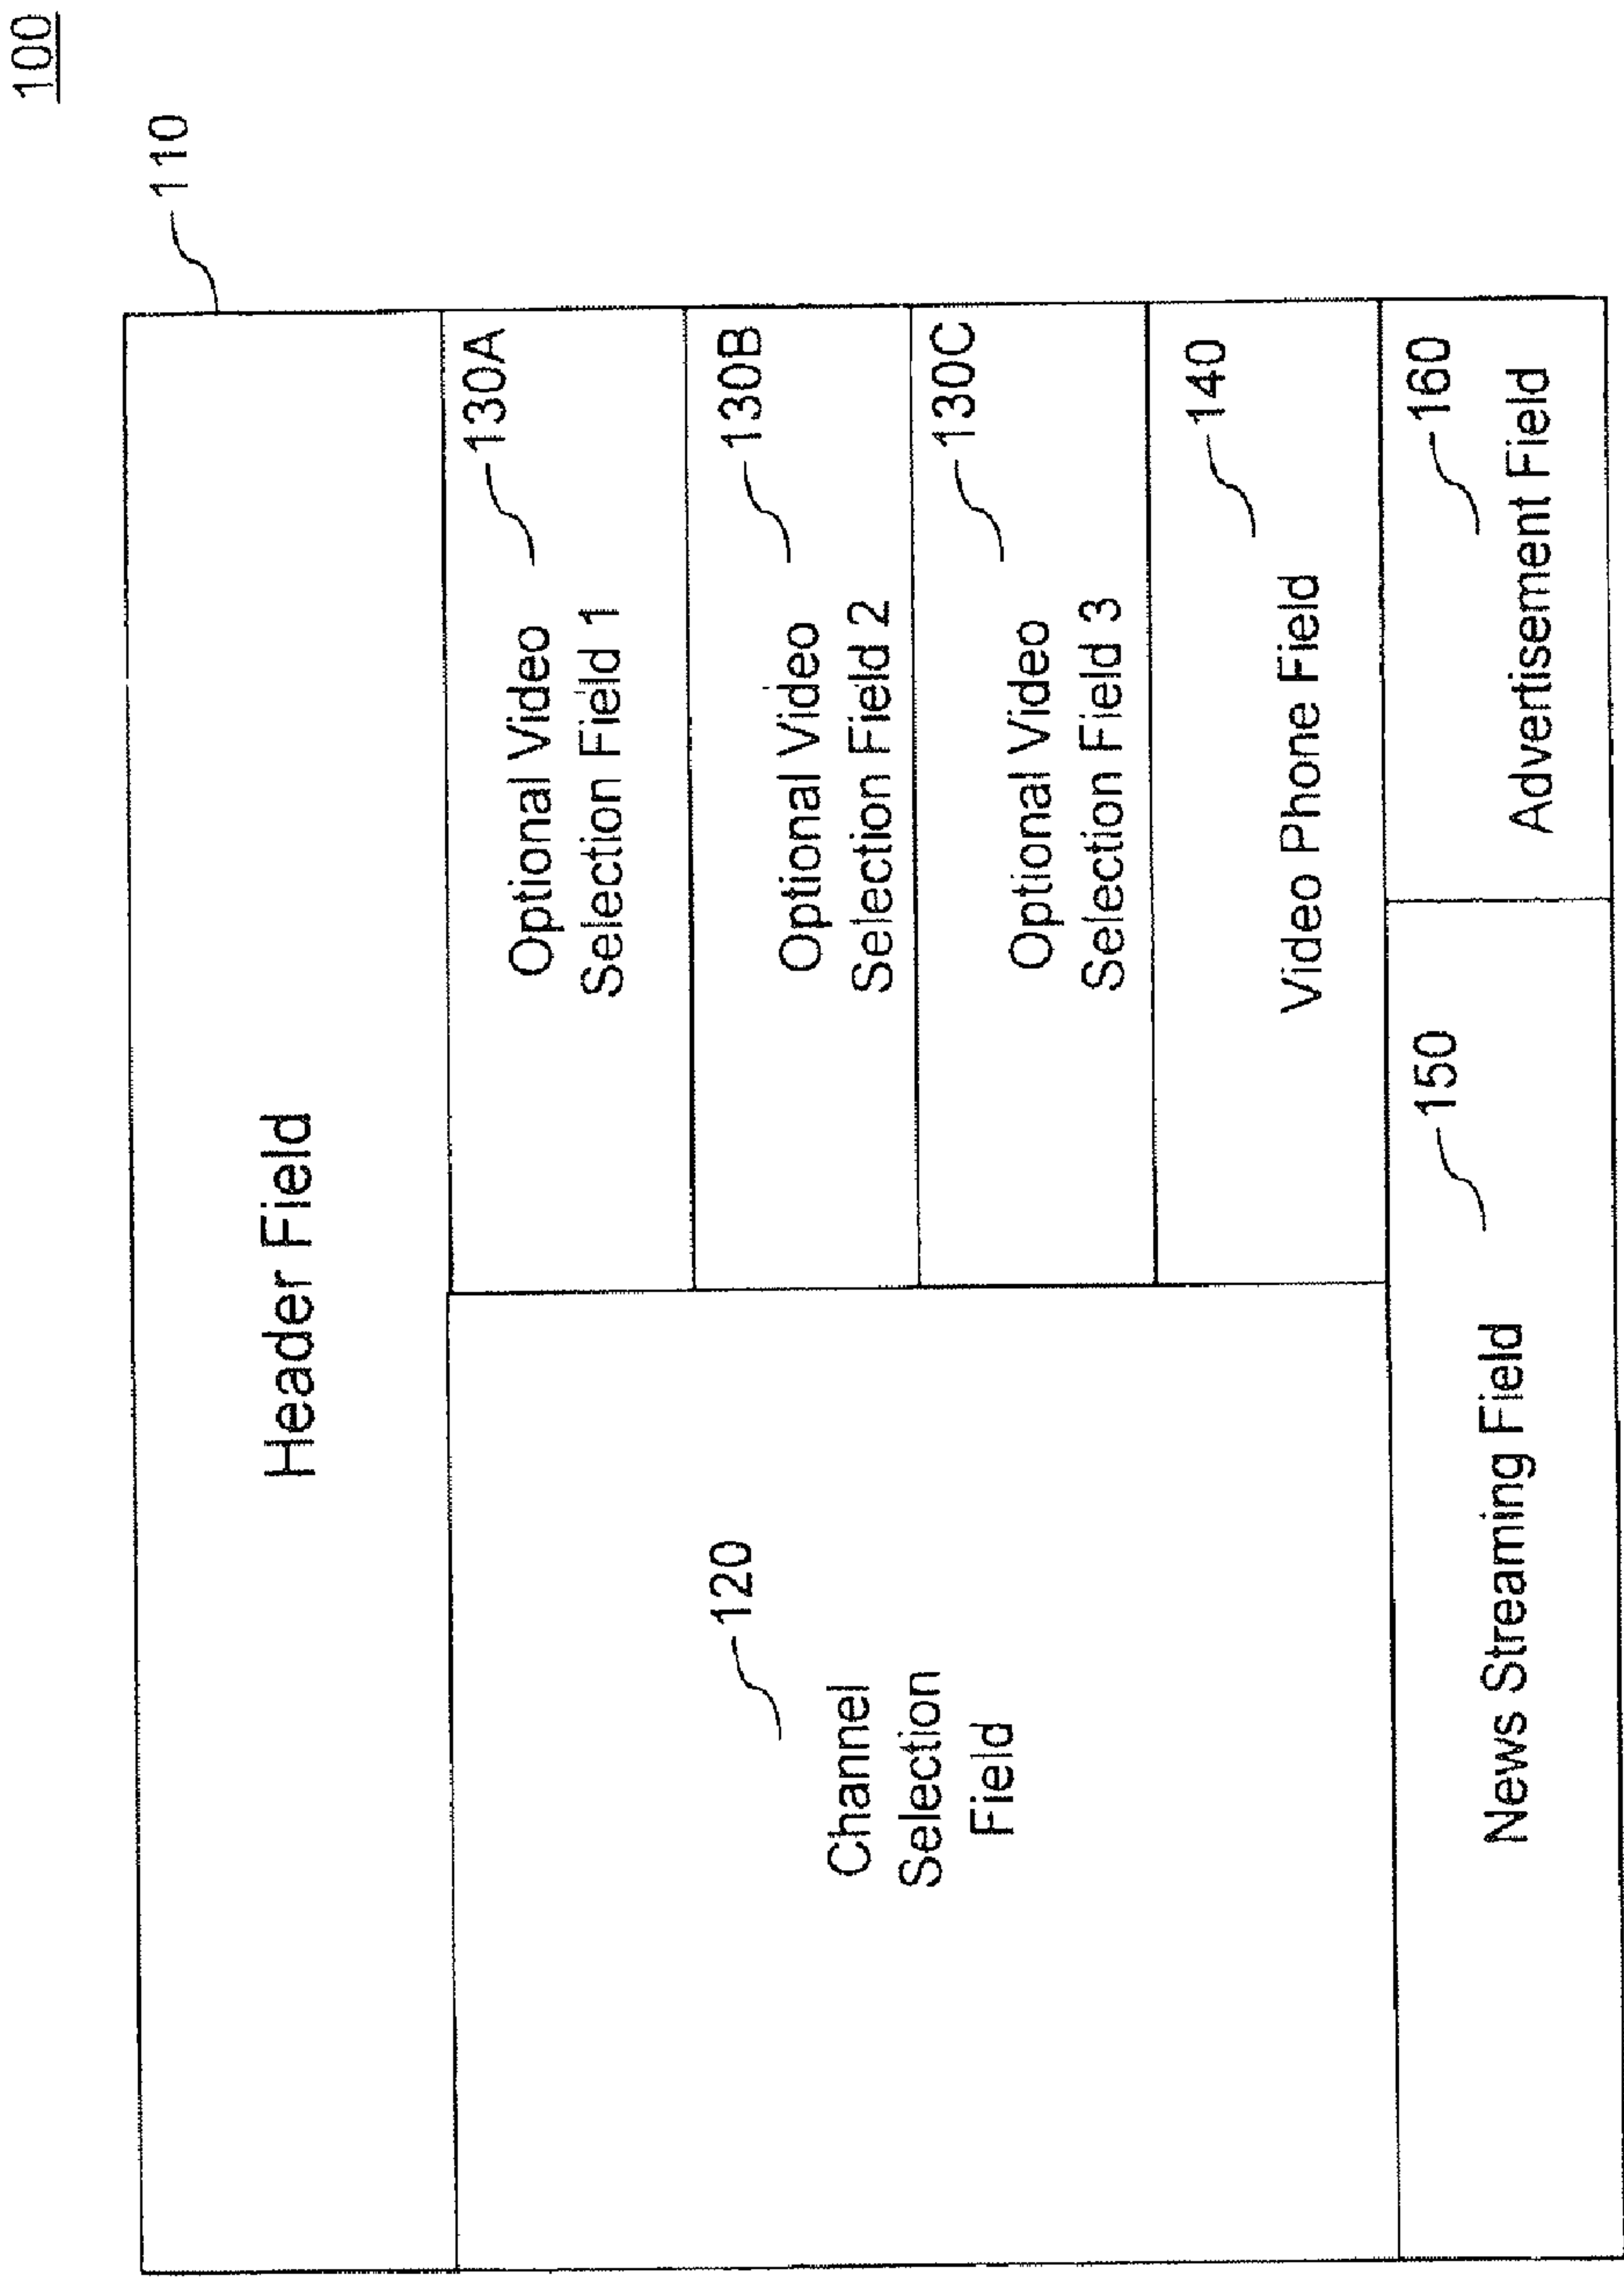 100
110
Header Field
130A
Optional Video
Selection Field 1
130B
Optional Video
Selection Field 2
120
Channel
Selection
Field
130C
Optional Video
Selection Field 3
140
Video Phone Field
150
News Streaming Field
160
Advertisement Field